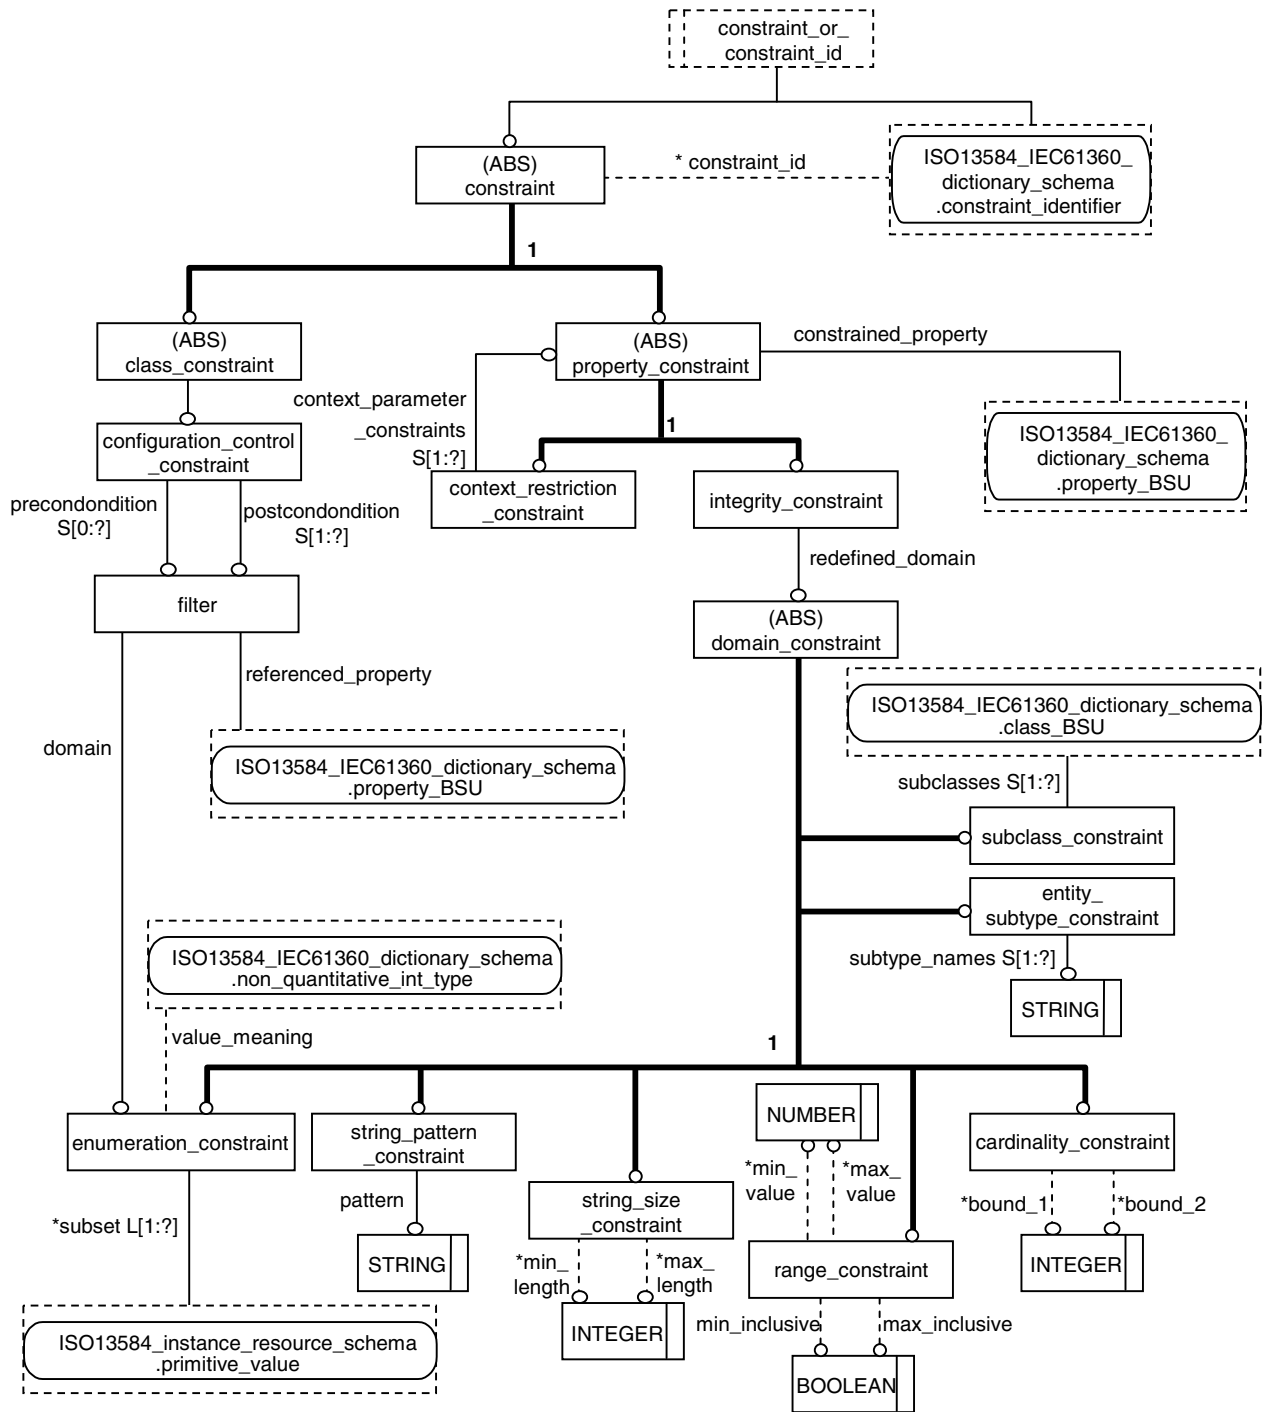 constraint_or_
constraint_id
(ABS)
constraint
* constraint_id
ISO13584_IEC61360_
dictionary_schema
.constraint_identifier
1
(ABS)
class_constraint
(ABS)
property_constraint
constrained_property
context_parameter
_constraints
S[1:?]
1
ISO13584_IEC61360_
dictionary_schema
.property_BSU
configuration_control
_constraint
context_restriction
_constraint
integrity_constraint
precondondition
S[0:?]
postcondondition
S[1:?]
redefined_domain
filter
(ABS)
domain_constraint
referenced_property
domain
ISO13584_IEC61360_dictionary_schema
.property_BSU
ISO13584_IEC61360_dictionary_schema
.class_BSU
subclasses S[1:?]
subclass_constraint
entity_
subtype_constraint
subtype_names S[1:?]
STRING
ISO13584_IEC61360_dictionary_schema
.non_quantitative_int_type
value_meaning
1
enumeration_constraint
string_pattern
_constraint
NUMBER
cardinality_constraint
*subset L[1:?]
pattern
STRING
string_size
_constraint
*min_
length
*max_
length
INTEGER
*min_
value
*max_
value
range_constraint
*bound_1
*bound_2
INTEGER
min_inclusive
max_inclusive
BOOLEAN
ISO13584_instance_resource_schema
.primitive_value